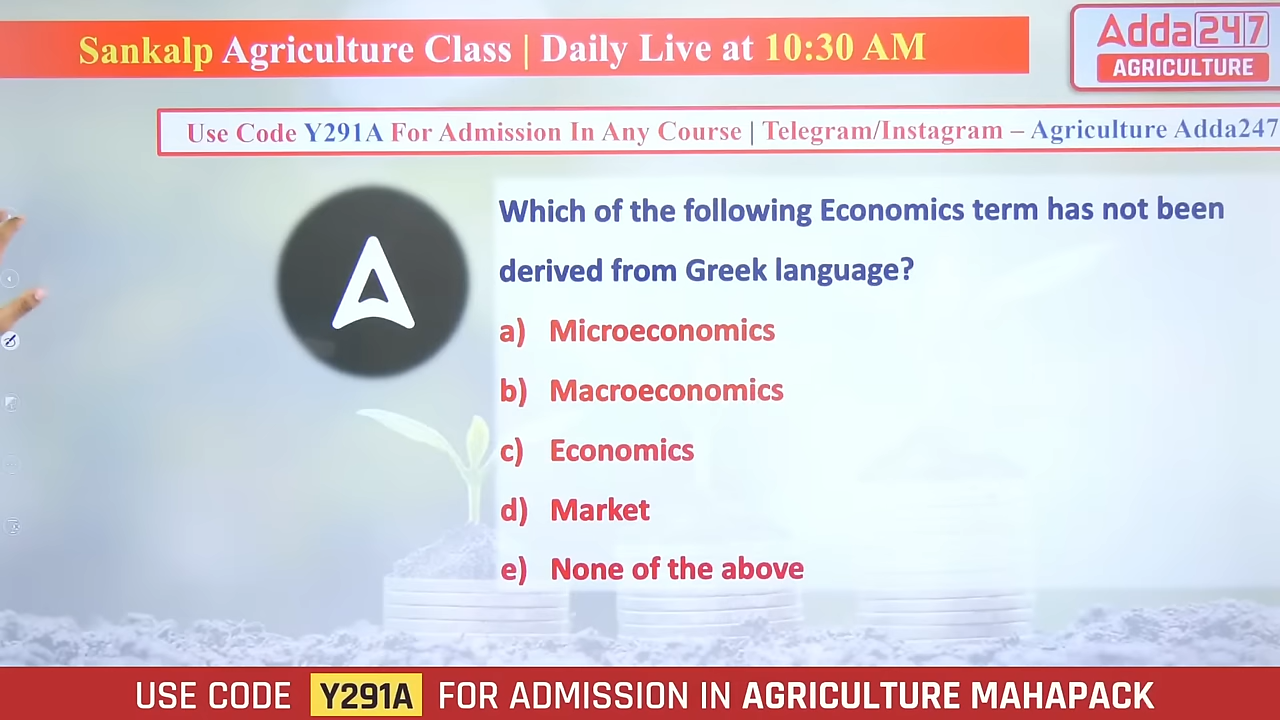 Sankalp Agriculture Class | Daily Live at 10:30 AM
Adda247
AGRICULTURE
Use Code Y291A For Admission In Any Course | Telegram/Instagram – Agriculture Adda247
Which of the following Economics term has not been
derived from Greek language?
a) Microeconomics
b) Macroeconomics
c) Economics
d) Market
e) None of the above
USE CODE Y291A FOR ADMISSION IN AGRICULTURE MAHAPACK